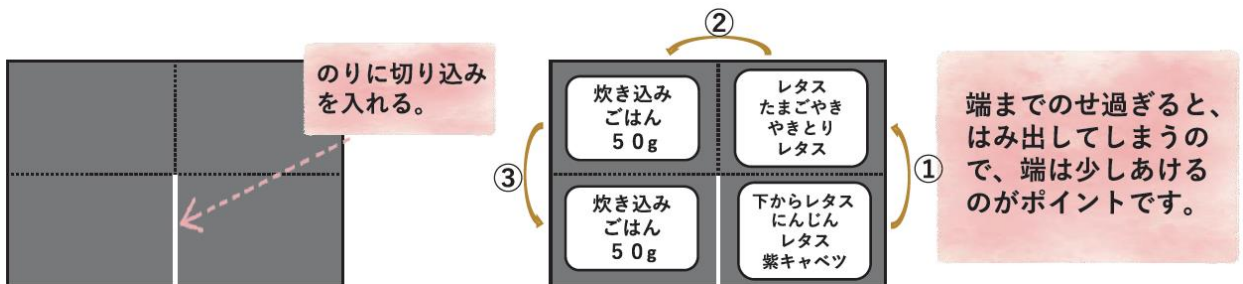 のりに切り込み
を入れる。
②
炊き込み
ごはん
５０g
レタス
たまごやき
やきとり
レタス
③
①
炊き込み
ごはん
５０g
下からレタス
にんじん
レタス
紫キャベツ
端までのせ過ぎると、
はみ出してしまうの
で、端は少しあける
のがポイントです。